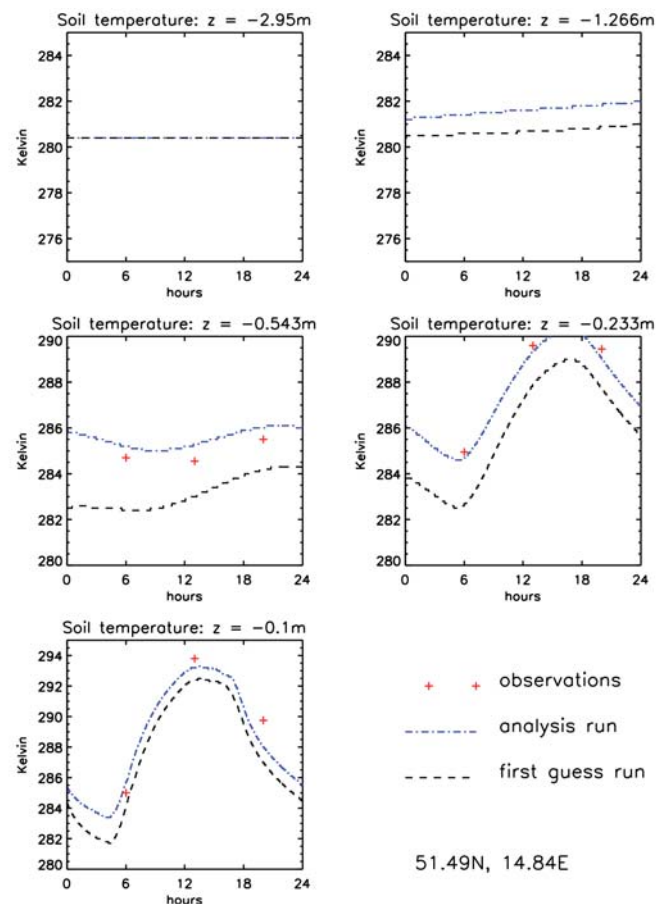 Soil temperature: z = −2.95m
Kelvin
284
282
280
278
276
0 6 12 18 24
hours
Soil temperature: z = −1.266m
Kelvin
284
282
280
278
276
0 6 12 18 24
hours
Soil temperature: z = −0.543m
Kelvin
290
288
286
284
282
280
0 6 12 18 24
hours
Soil temperature: z = −0.233m
Kelvin
290
288
286
284
282
280
0 6 12 18 24
hours
Soil temperature: z = −0.1m
Kelvin
294
292
290
288
286
284
282
280
0 6 12 18 24
hours
observations
analysis run
first guess run
51.49N, 14.84E